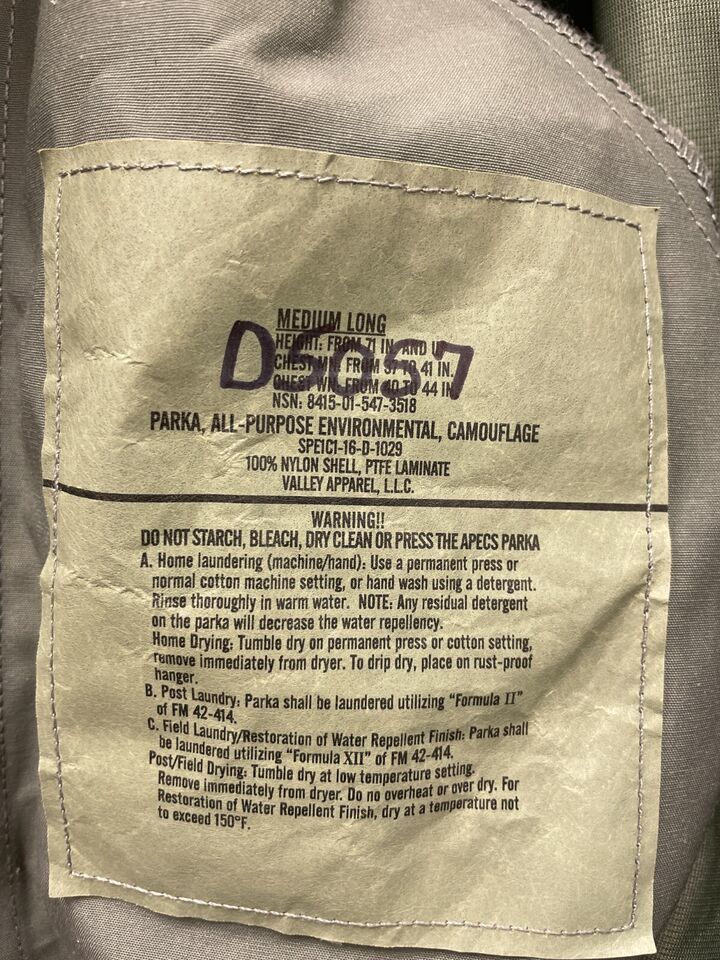 MEDIUM LONG
HEIGHT: FROM 71 IN. AND
CHEST MN. FROM 37 TO 41 IN.
CHEST WN. FROM 40 TO 44 IN.
NSN: 8415-01-547-3518
PARKA, ALL-PURPOSE ENVIRONMENTAL, CAMOUFLAGE
SPE1C1-16-D-1029
100% NYLON SHELL, PTFE LAMINATE
VALLEY APPAREL, L.L.C.
WARNING!!
DO NOT STARCH, BLEACH, DRY CLEAN OR PRESS THE APECS PARKA
A. Home laundering (machine/hand): Use a permanent press or
normal cotton machine setting, or hand wash using a detergent.
Rinse thoroughly in warm water. NOTE: Any residual detergent
on the parka will decrease the water repellency.
Home Drying: Tumble dry on permanent press or cotton setting,
remove immediately from dryer. To drip dry, place on rust-proof
hanger.
B. Post Laundry: Parka shall be laundered utilizing "Formula II"
of FM 42-414.
C. Field Laundry/Restoration of Water Repellent Finish: Parka shall
be laundered utilizing "Formula XII" of FM 42-414.
Post/Field Drying: Tumble dry at low temperature setting.
Remove immediately from dryer. Do no overheat or over dry. For
Restoration of Water Repellent Finish, dry at a temperature not
to exceed 150°F.